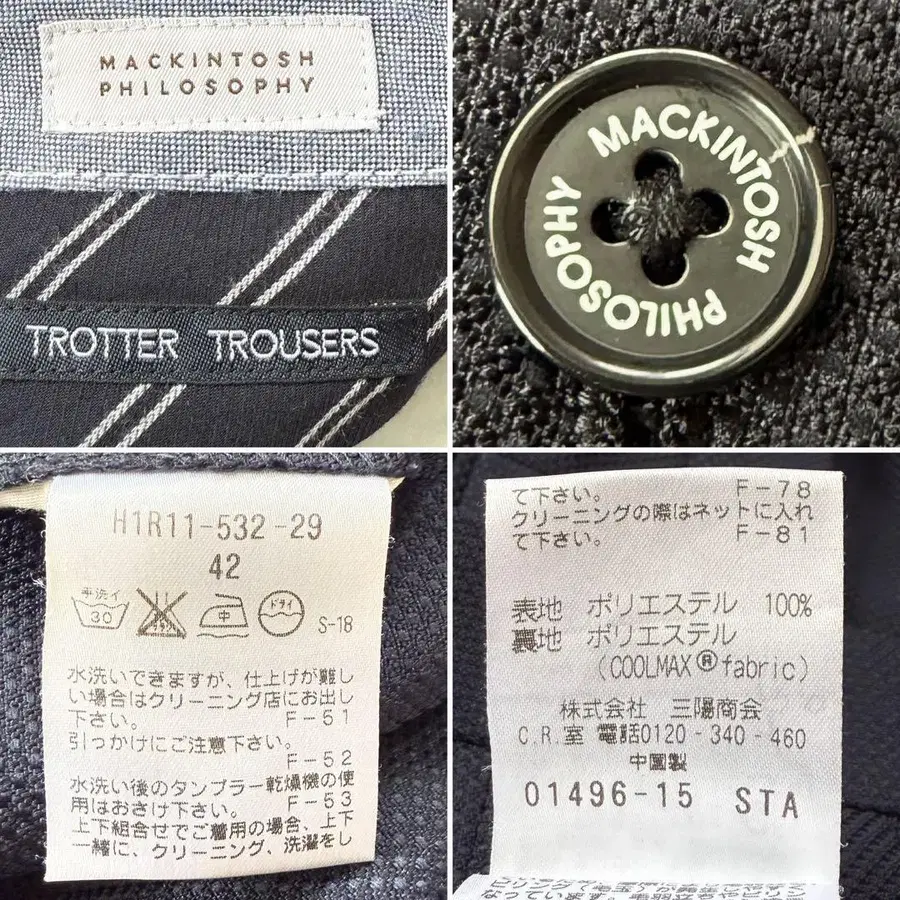 MACKINTOSH
PHILOSOPHY
TROTTER TROUSERS
MACKINTOSH PHILOSOPHY
H1R11-532-29
42
手洗イ
30
中
ドライ
S-18
水洗いできますが、仕上げが難し
い場合はクリーニング店にお出し
下さい。 F-51
引っかけにご注意下さい。
F-52
水洗い後のタンブラー乾燥機の使
用はおさけ下さい。 F-53
上下組合せでご着用の場合、上下
一緒に、クリーニング、洗濯をし
て下さい。 F-78
クリーニングの際はネットに入れ
て下さい。 F-81
表地 ポリエステル 100%
裏地 ポリエステル
(COOLMAX®fabric)
株式会社 三陽商会
C.R.室 電話0120-340-460
中国製
01496-15 STA